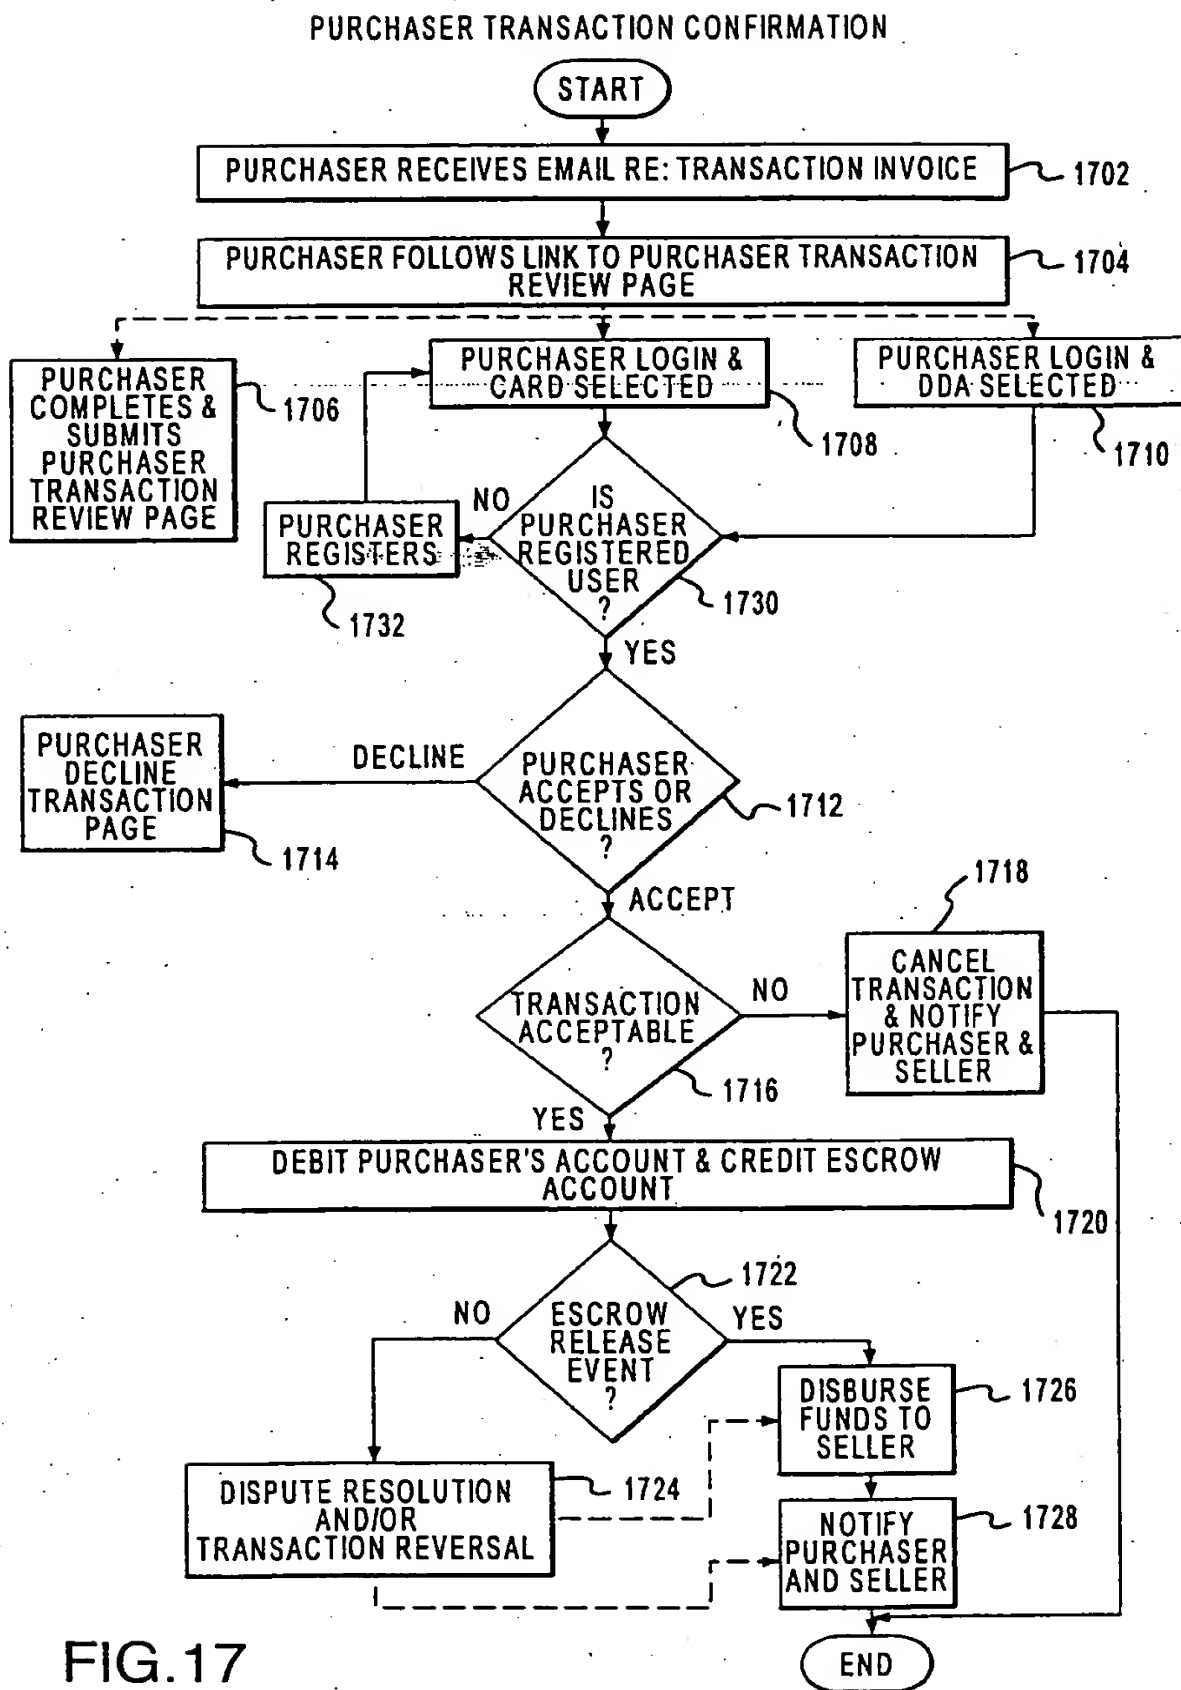 PURCHASER TRANSACTION CONFIRMATION
START
PURCHASER RECEIVES EMAIL RE: TRANSACTION INVOICE
1702
PURCHASER FOLLOWS LINK TO PURCHASER TRANSACTION
REVIEW PAGE
1704
PURCHASER
COMPLETES &
SUBMITS
PURCHASER
TRANSACTION
REVIEW PAGE
1706
PURCHASER LOGIN &
CARD SELECTED
1708
PURCHASER LOGIN &
DDA SELECTED
1710
IS
PURCHASER
REGISTERED
USER
?
1730
NO
PURCHASER
REGISTERS
1732
YES
PURCHASER
ACCEPTS OR
DECLINES
?
1712
DECLINE
PURCHASER
DECLINE
TRANSACTION
PAGE
1714
ACCEPT
TRANSACTION
ACCEPTABLE
?
1716
NO
1718
CANCEL
TRANSACTION
& NOTIFY
PURCHASER &
SELLER
YES
DEBIT PURCHASER'S ACCOUNT & CREDIT ESCROW
ACCOUNT
1720
ESCROW
RELEASE
EVENT
?
1722
NO
YES
DISBURSE
FUNDS TO
SELLER
1726
DISPUTE RESOLUTION
AND/OR
TRANSACTION REVERSAL
1724
NOTIFY
PURCHASER
AND SELLER
1728
END
FIG.17